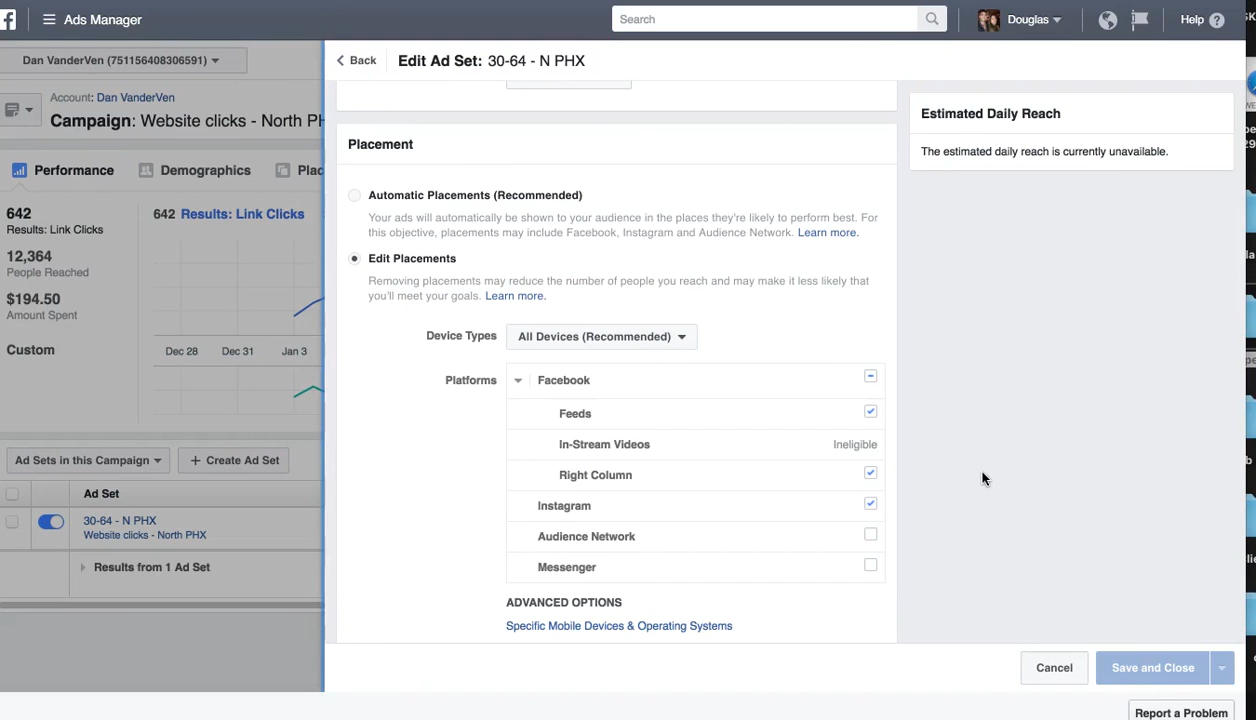 f
Ads Manager
Search
Douglas
Help ?
Dan VanderVen (751156408306591)
Account: Dan VanderVen
Campaign: Website clicks - North PH
Performance
Demographics
Plac
642
Results: Link Clicks
12,364
People Reached
$194.50
Amount Spent
Custom
642 Results: Link Clicks
Dec 28 Dec 31 Jan 3
Ad Sets in this Campaign
+ Create Ad Set
Ad Set
30-64 - N PHX
Website clicks - North PHX
Results from 1 Ad Set
Back
Edit Ad Set: 30-64 - N PHX
Placement
Automatic Placements (Recommended)
Your ads will automatically be shown to your audience in the places they're likely to perform best. For
this objective, placements may include Facebook, Instagram and Audience Network. Learn more.
Edit Placements
Removing placements may reduce the number of people you reach and may make it less likely that
you'll meet your goals. Learn more.
Device Types
All Devices (Recommended)
Platforms
Facebook
Feeds
In-Stream Videos Ineligible
Right Column
Instagram
Audience Network
Messenger
ADVANCED OPTIONS
Specific Mobile Devices & Operating Systems
Estimated Daily Reach
The estimated daily reach is currently unavailable.
Cancel
Save and Close
Report a Problem